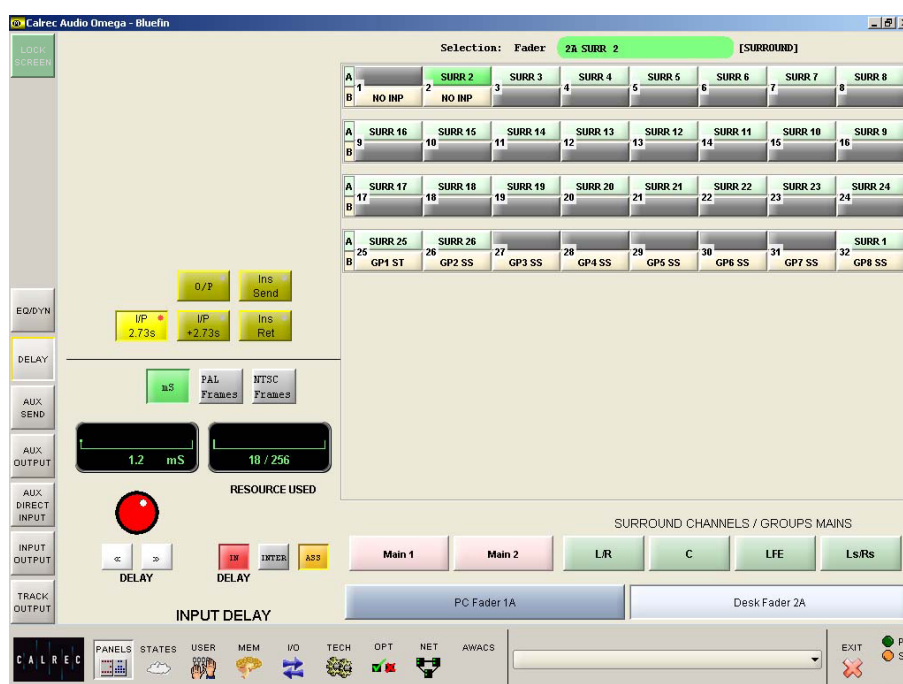 Calrec Audio Omega - Bluefin
LOCK SCREEN
Selection: Fader 2A SURR 2 [SURROUND]
A SURR 2 SURR 3 SURR 4 SURR 5 SURR 6 SURR 7 SURR 8
1 2 3 4 5 6 7 8
B NO INP NO INP
A SURR 16 SURR 15 SURR 14 SURR 13 SURR 12 SURR 11 SURR 10 SURR 9
9 10 11 12 13 14 15 16
B
A SURR 17 SURR 18 SURR 19 SURR 20 SURR 21 SURR 22 SURR 23 SURR 24
17 18 19 20 21 22 23 24
B
A SURR 25 SURR 26 SURR 1
25 26 27 28 29 30 31 32
B GP1 ST GP2 SS GP3 SS GP4 SS GP5 SS GP6 SS GP7 SS GP8 SS
O/P Ins Send
I/P 2.73s I/P +2.73s Ins Ret
EQ/DYN
DELAY
AUX SEND
AUX OUTPUT
AUX DIRECT INPUT
INPUT OUTPUT
TRACK OUTPUT
mS PAL Frames NTSC Frames
1.2 mS 18 / 256
RESOURCE USED
« »
DELAY
IN INTER ASS
DELAY
INPUT DELAY
SURROUND CHANNELS / GROUPS MAINS
Main 1 Main 2 L/R C LFE Ls/Rs
PC Fader 1A Desk Fader 2A
CALREC PANELS STATES USER MEM I/O TECH OPT NET AWACS EXIT P
S